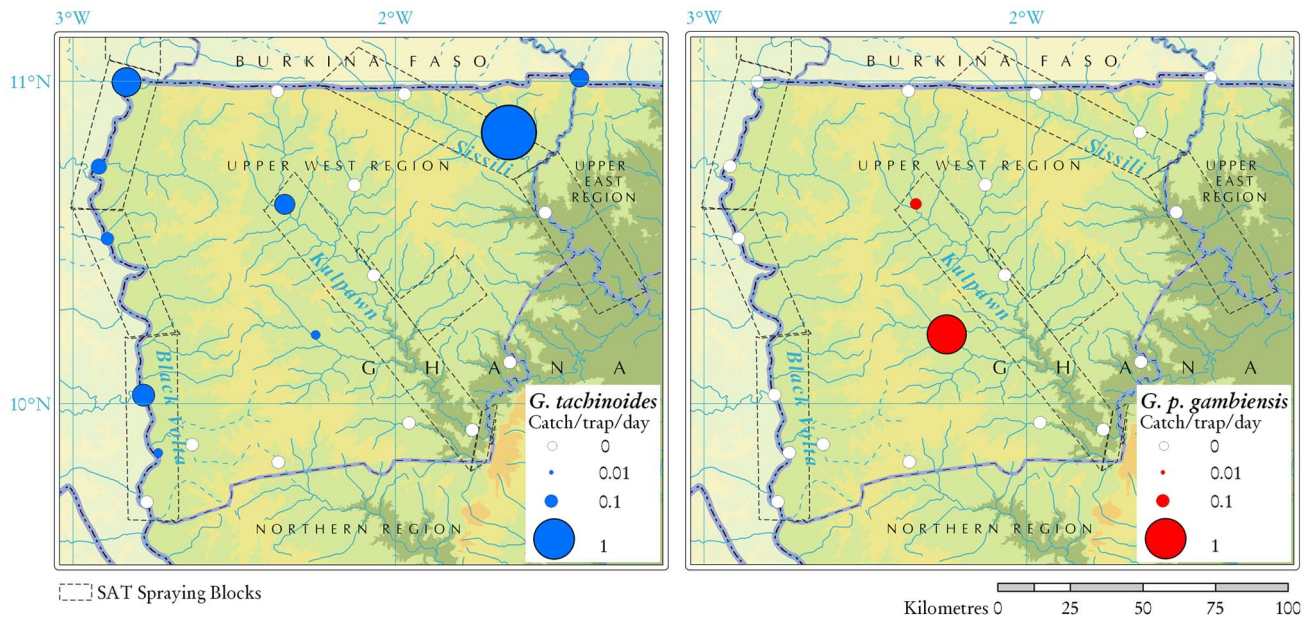 3°W
2°W
3°W
2°W
11°N
10°N
BURKINA FASO
UPPER WEST REGION
Sissili
UPPER
EAST
REGION
Kulpawn
GHANA
Black Volta
NORTHERN REGION
G. tachinoides
Catch/trap/day
0
0.01
0.1
1
BURKINA FASO
UPPER WEST REGION
Sissili
UPPER
EAST
REGION
Kulpawn
GHANA
Black Volta
NORTHERN REGION
G. p. gambiensis
Catch/trap/day
0
0.01
0.1
1
SAT Spraying Blocks
Kilometres 0 25 50 75 100